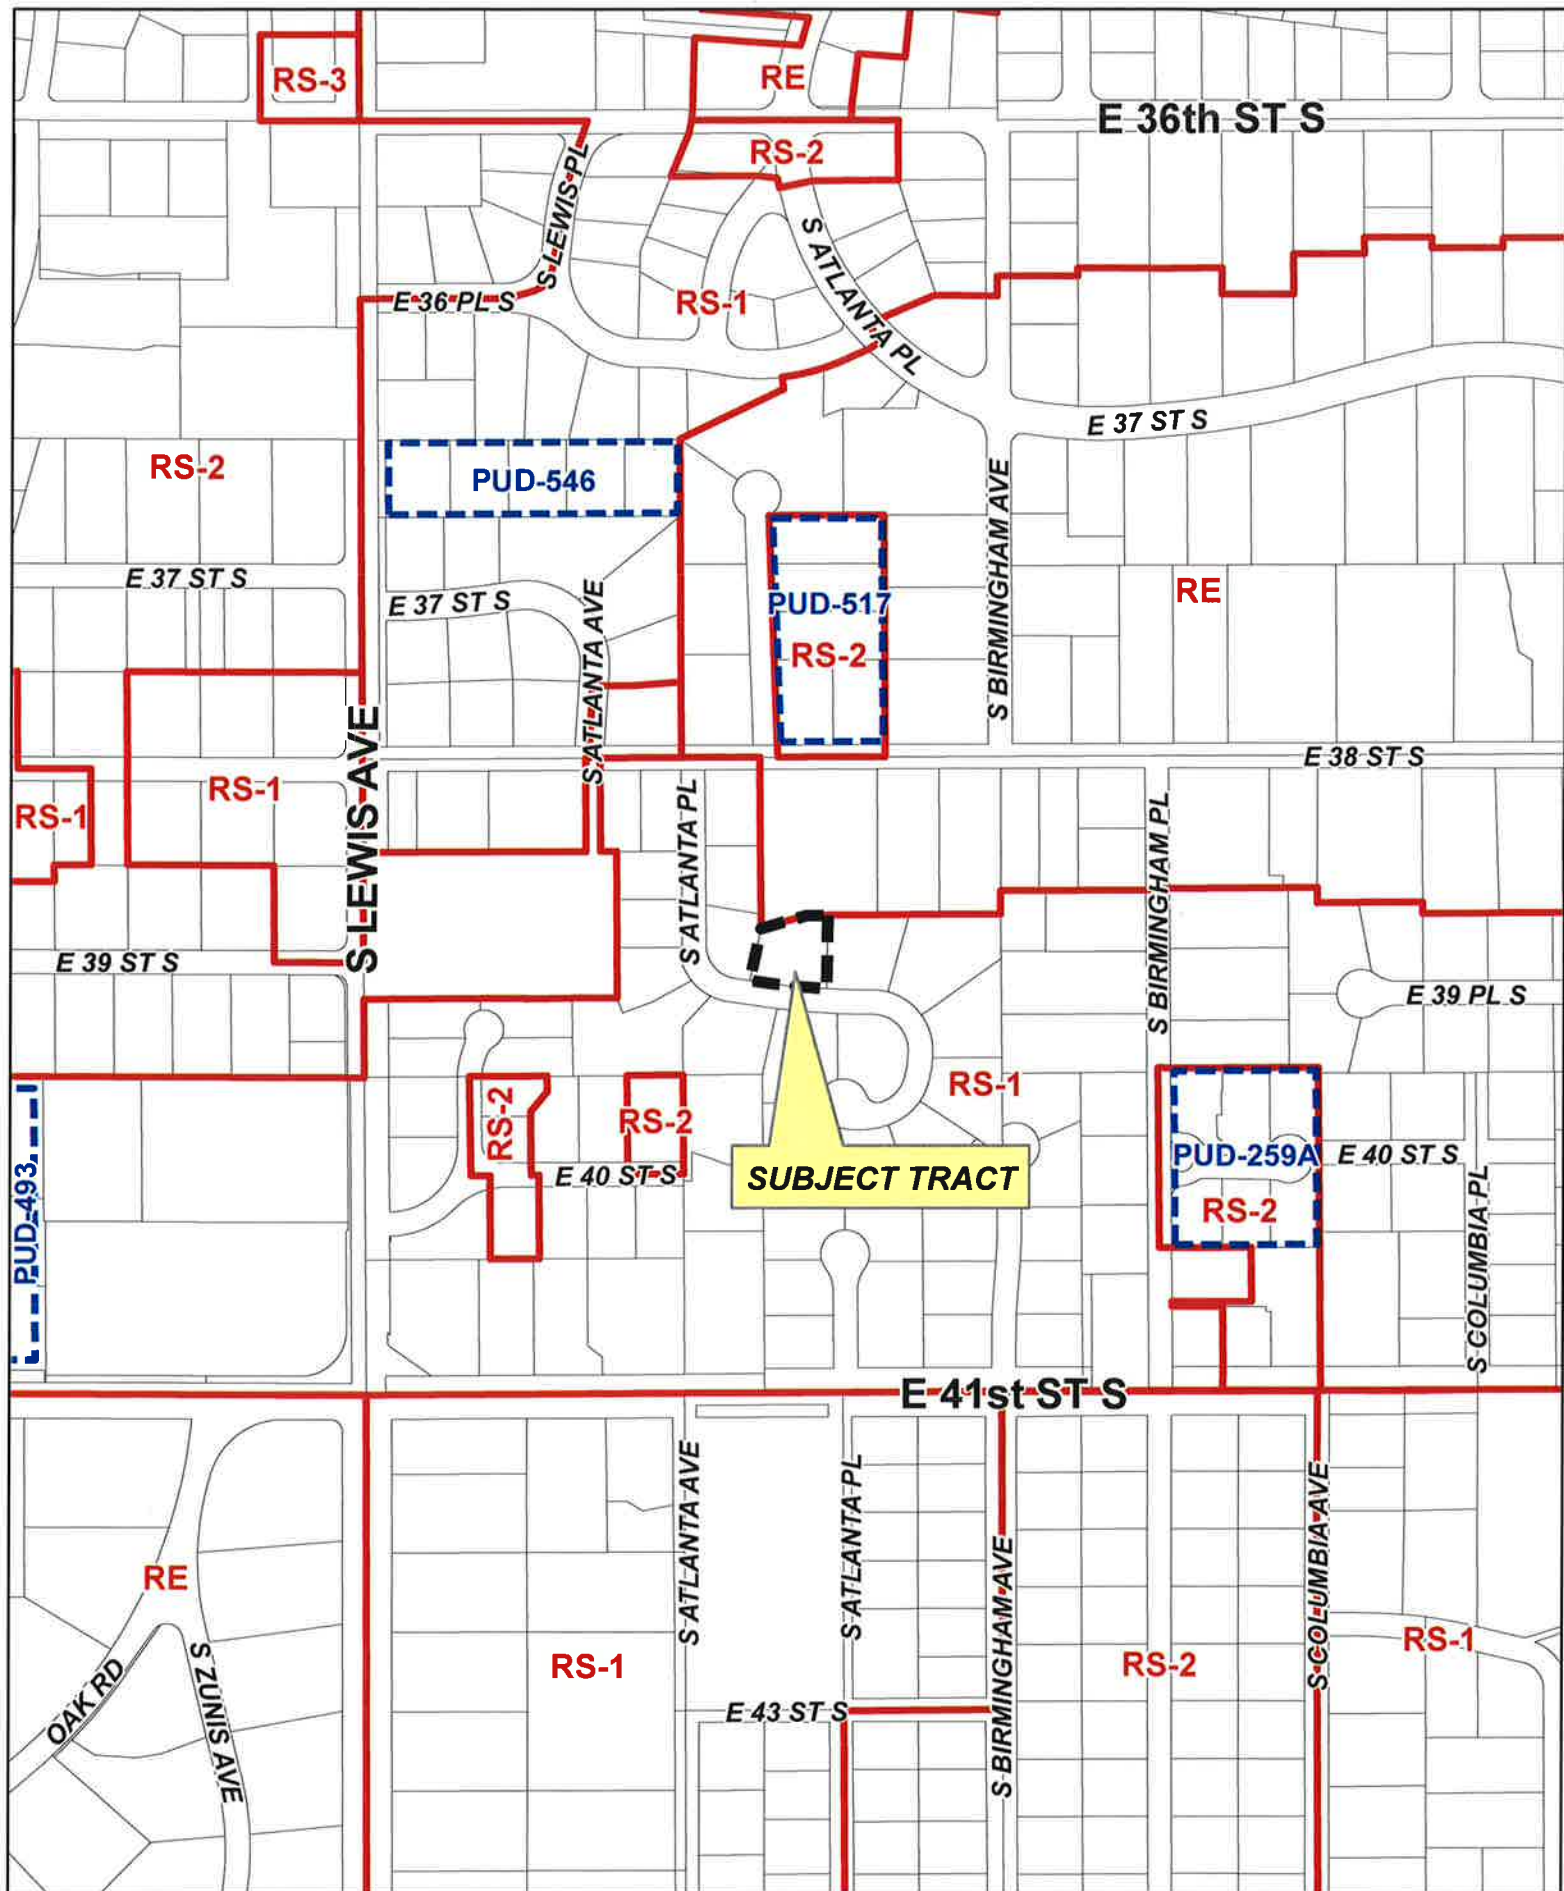 RS-3
RE
E 36th ST S
RS-2
S LEWIS PL
S ATLANTA PL
E 36 PL S
RS-1
E 37 ST S
RS-2
PUD-546
S BIRMINGHAM AVE
E 37 ST S
E 37 ST S
S ATLANTA AVE
PUD-517
RS-2
RE
E 38 ST S
S LEWIS AVE
RS-1
RS-1
S ATLANTA PL
S BIRMINGHAM PL
E 39 ST S
E 39 PL S
RS-1
RS-2
RS-2
E 40 ST S
SUBJECT TRACT
PUD-259A
RS-2
E 40 ST S
PUD-493
S COLUMBIA PL
E 41st ST S
S ATLANTA AVE
S ATLANTA PL
S BIRMINGHAM AVE
S COLUMBIA AVE
RE
OAK RD
S ZUNIS AVE
RS-1
RS-2
RS-1
E 43 ST S